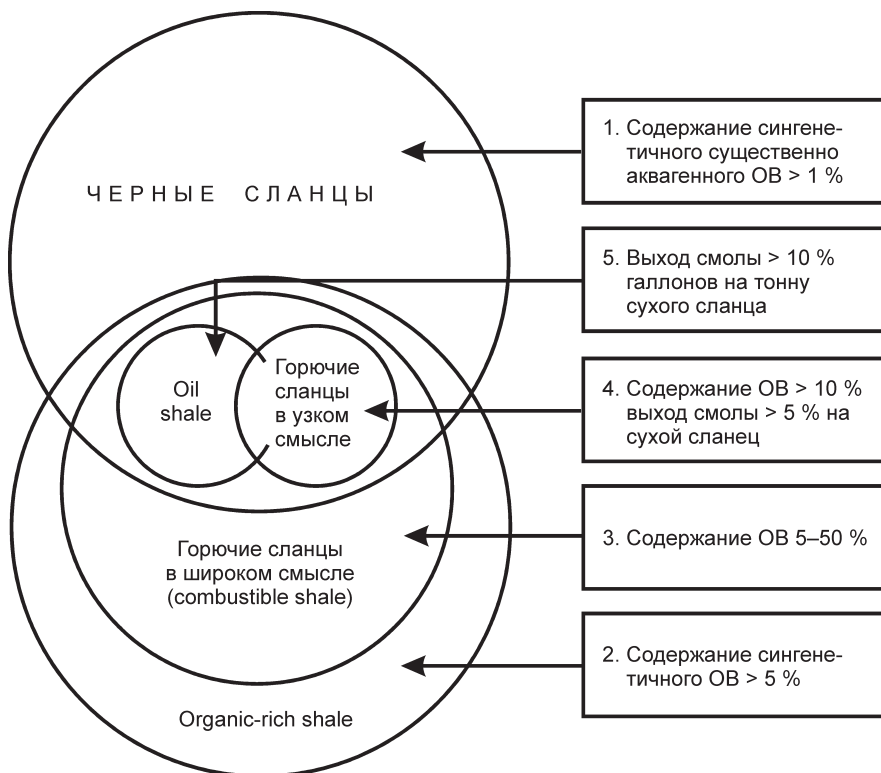 ЧЕРНЫЕ СЛАНЦЫ
Oil
shale
Горючие
сланцы
в узком
смысле
Горючие сланцы
в широком смысле
(combustible shale)
Organic-rich shale
1. Содержание сингене-
тичного существенно
аквагенного ОВ > 1 %
5. Выход смолы > 10 %
галлонов на тонну
сухого сланца
4. Содержание ОВ > 10 %
выход смолы > 5 % на
сухой сланец
3. Содержание ОВ 5–50 %
2. Содержание сингене-
тичного ОВ > 5 %